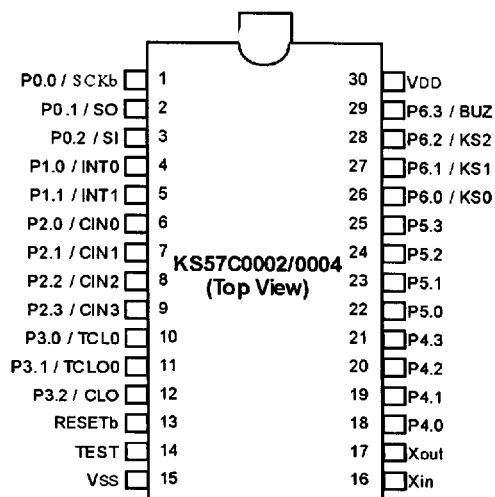 P0.0 / SCKb 1 30 VDD
P0.1 / SO 2 29 P6.3 / BUZ
P0.2 / SI 3 28 P6.2 / KS2
P1.0 / INT0 4 27 P6.1 / KS1
P1.1 / INT1 5 26 P6.0 / KS0
P2.0 / CIN0 6 25 P5.3
P2.1 / CIN1 7 24 P5.2
KS57C0002/0004
P2.2 / CIN2 8 23 P5.1
(Top View)
P2.3 / CIN3 9 22 P5.0
P3.0 / TCL0 10 21 P4.3
P3.1 / TCLO0 11 20 P4.2
P3.2 / CLO 12 19 P4.1
RESETb 13 18 P4.0
TEST 14 17 Xout
VSS 15 16 Xin